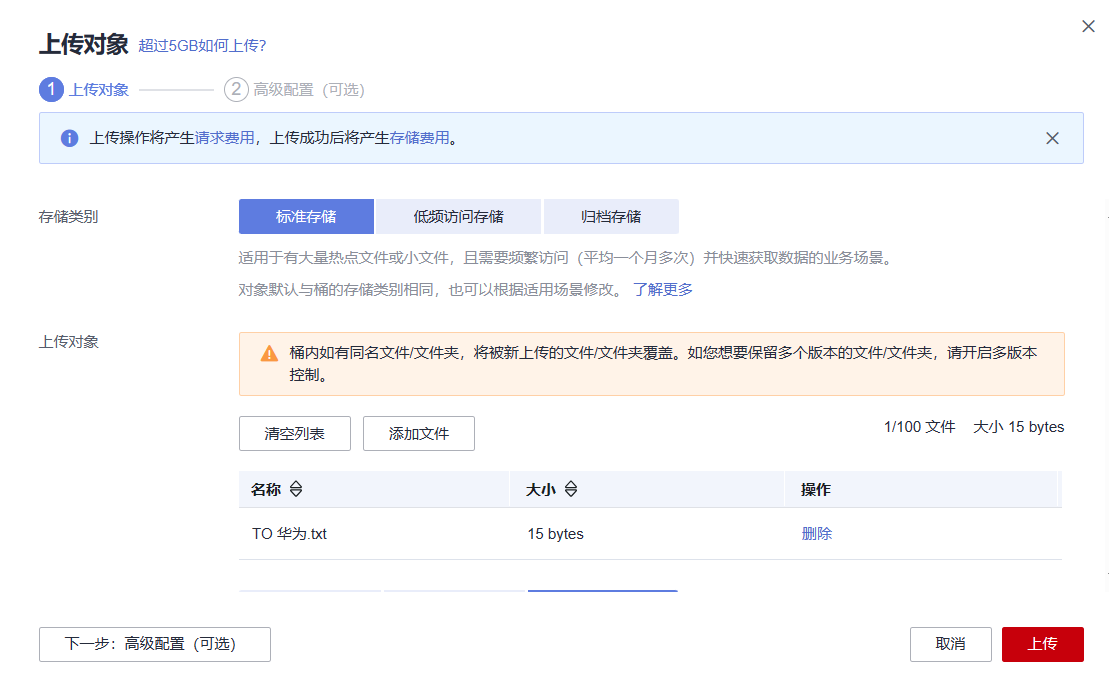 上传对象 超过5GB如何上传?
1 上传对象 2 高级配置（可选）
上传操作将产生请求费用，上传成功后将产生存储费用。
存储类别 标准存储 低频访问存储 归档存储
适用于有大量热点文件或小文件，且需要频繁访问（平均一个月多次）并快速获取数据的业务场景。
对象默认与桶的存储类别相同，也可以根据适用场景修改。 了解更多
上传对象 桶内如有同名文件/文件夹，将被新上传的文件/文件夹覆盖。如您想要保留多个版本的文件/文件夹，请开启多版本
控制。
清空列表 添加文件 1/100 文件 大小 15 bytes
名称 大小 操作
TO 华为.txt 15 bytes 删除
下一步：高级配置（可选） 取消 上传